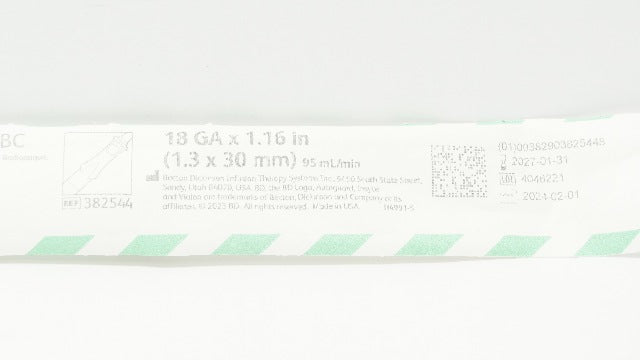 BC
18 GA x 1.16 in
(1.3 x 30 mm) 95 mL/min
Becton Dickinson Infusion Therapy Systems Inc. 9450 South State Street,
Sandy, Utah 84070, USA. BD, the BD Logo, Autoguard, Insyte
and Vialon are trademarks of Becton, Dickinson and Company or its
affiliates. © 2023 BD. All rights reserved. Made in USA.
REF 382544
(01)00382903825448
2027-01-31
LOT 4046221
2024-02-01